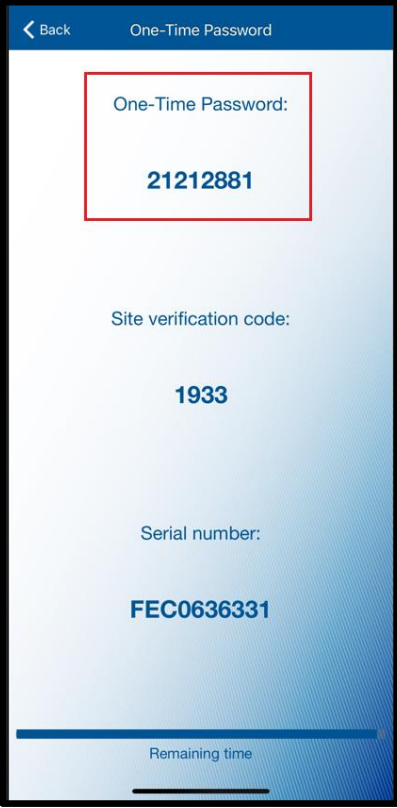 Back
One-Time Password
One-Time Password:
21212881
Site verification code:
1933
Serial number:
FEC0636331
Remaining time